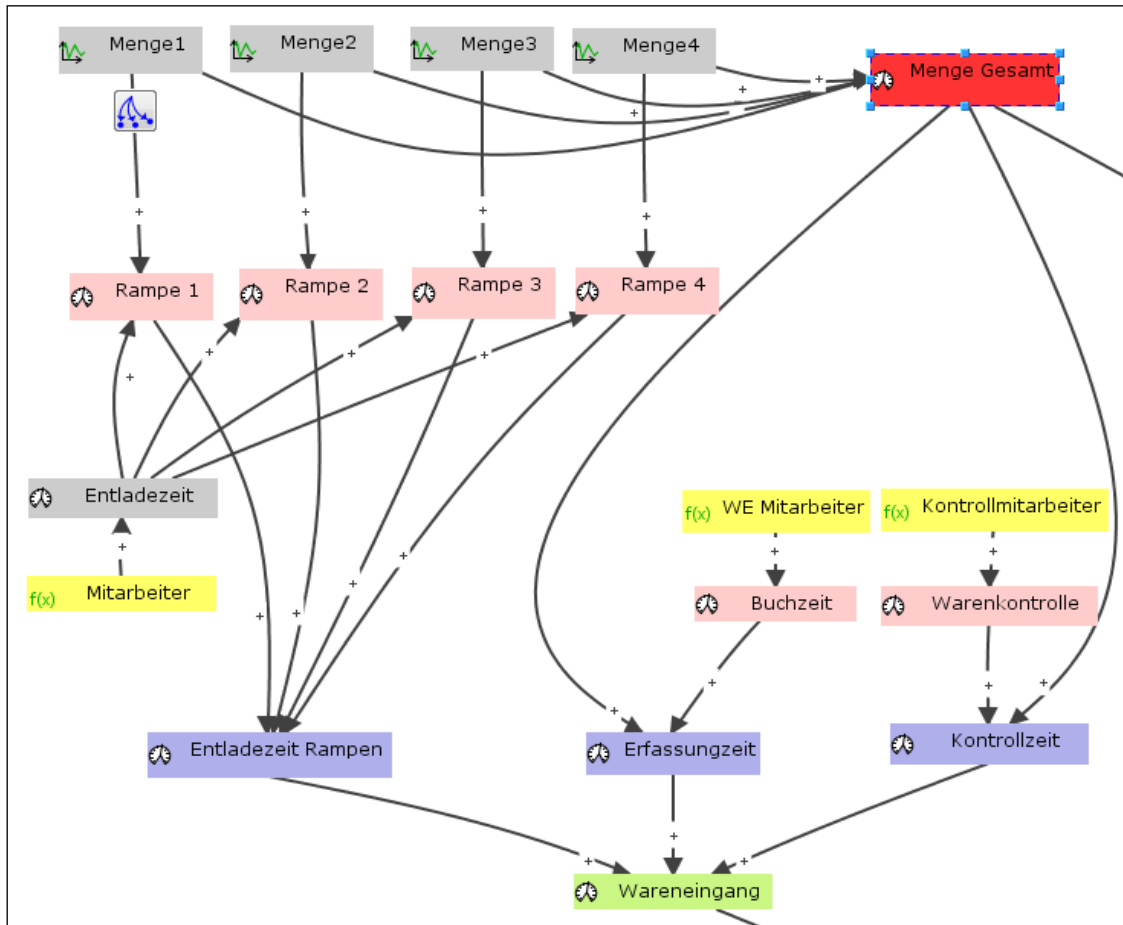 Menge1
Menge2
Menge3
Menge4
Menge Gesamt
+
+
+
+
+
+
+
Rampe 1
Rampe 2
Rampe 3
Rampe 4
+
+
+
+
Entladezeit
f(x) WE Mitarbeiter
f(x) Kontrollmitarbeiter
+
+
+
f(x) Mitarbeiter
Buchzeit
Warenkontrolle
+
+
+
+
+
+
+
+
Entladezeit Rampen
Erfassungzeit
Kontrollzeit
+
+
+
Wareneingang